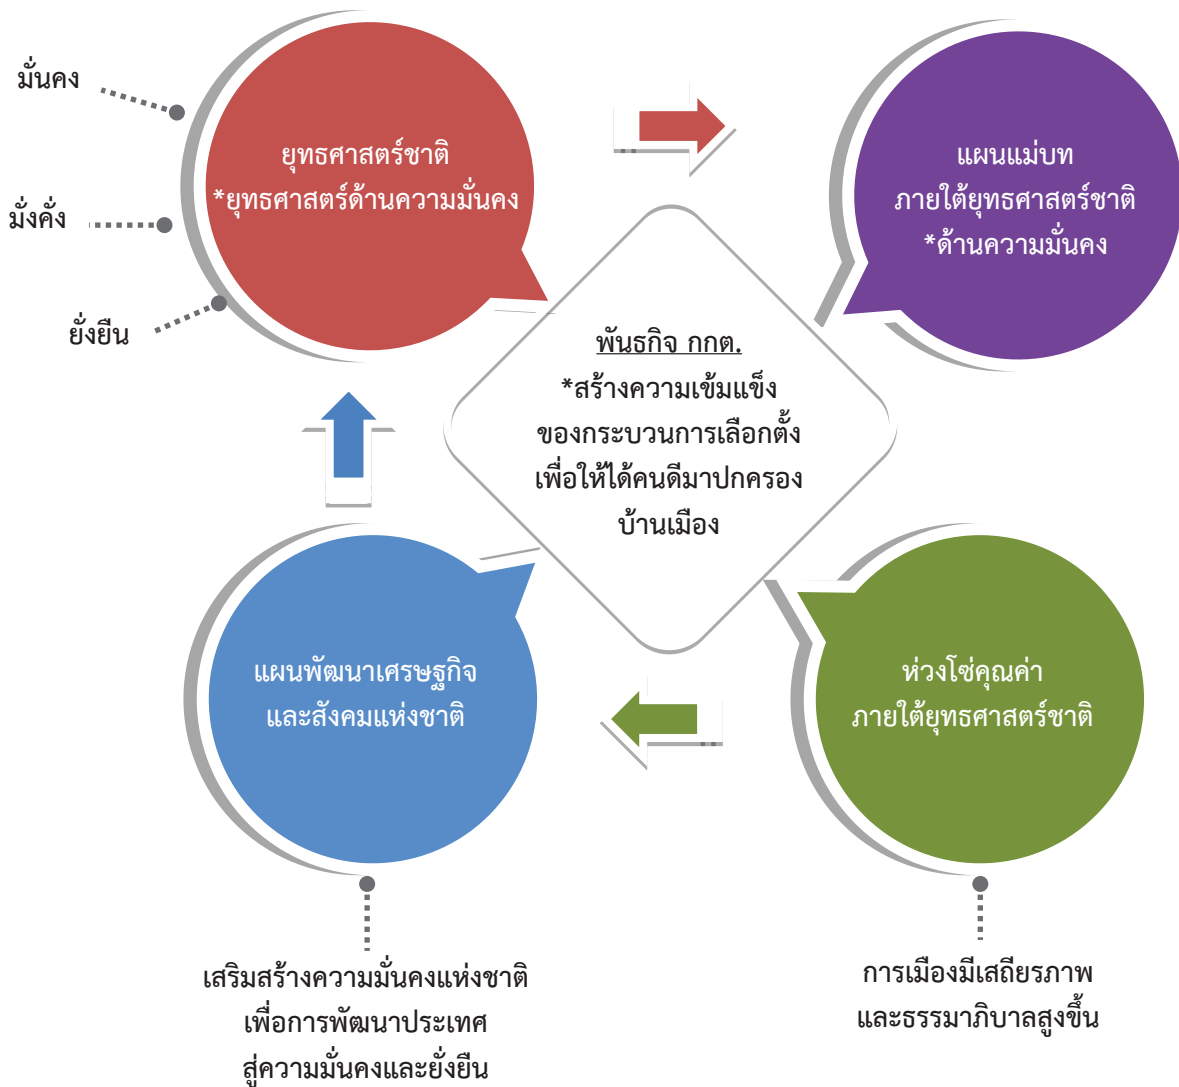 มั่นคง
มั่งคั่ง
ยั่งยืน
ยุทธศาสตร์ชาติ
*ยุทธศาสตร์ด้านความมั่นคง
แผนแม่บท
ภายใต้ยุทธศาสตร์ชาติ
*ด้านความมั่นคง
พันธกิจ กกต.
*สร้างความเข้มแข็ง
ของกระบวนการเลือกตั้ง
เพื่อให้ได้คนดีมาปกครอง
บ้านเมือง
แผนพัฒนาเศรษฐกิจ
และสังคมแห่งชาติ
ห่วงโซ่คุณค่า
ภายใต้ยุทธศาสตร์ชาติ
เสริมสร้างความมั่นคงแห่งชาติ
เพื่อการพัฒนาประเทศ
สู่ความมั่นคงและยั่งยืน
การเมืองมีเสถียรภาพ
และธรรมาภิบาลสูงขึ้น